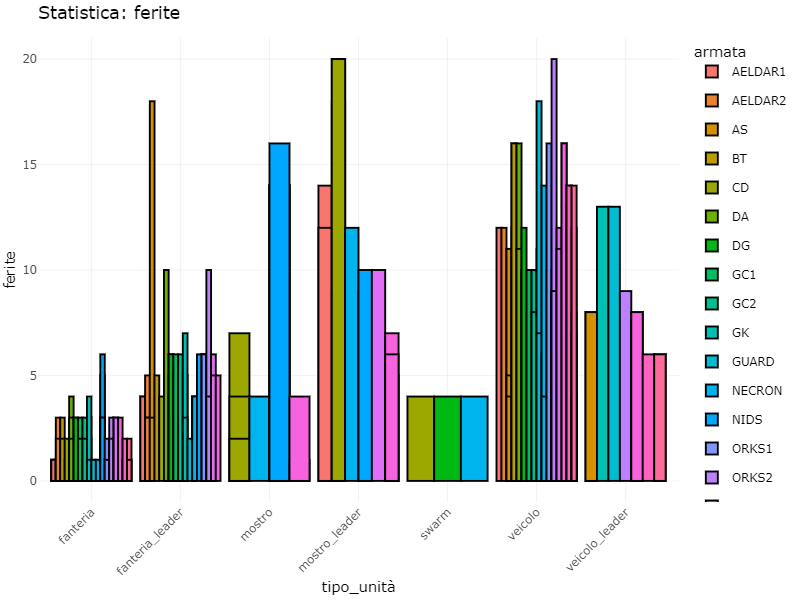 Statistica: ferite
ferite
20
15
10
5
0
fanteria
fanteria_leader
mostro
mostro_leader
swarm
veicolo
veicolo_leader
tipo_unità
armata
AELDAR1
AELDAR2
AS
BT
CD
DA
DG
GC1
GC2
GK
GUARD
NECRON
NIDS
ORKS1
ORKS2